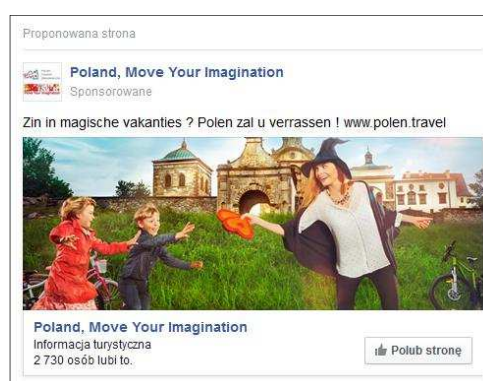 Proponowana strona
Poland, Move Your Imagination
Sponsorowane
Zin in magische vakanties ? Polen zal u verrassen ! www.polen.travel
Poland, Move Your Imagination
Informacja turystyczna
2 730 osób lubi to.
Polub stronę